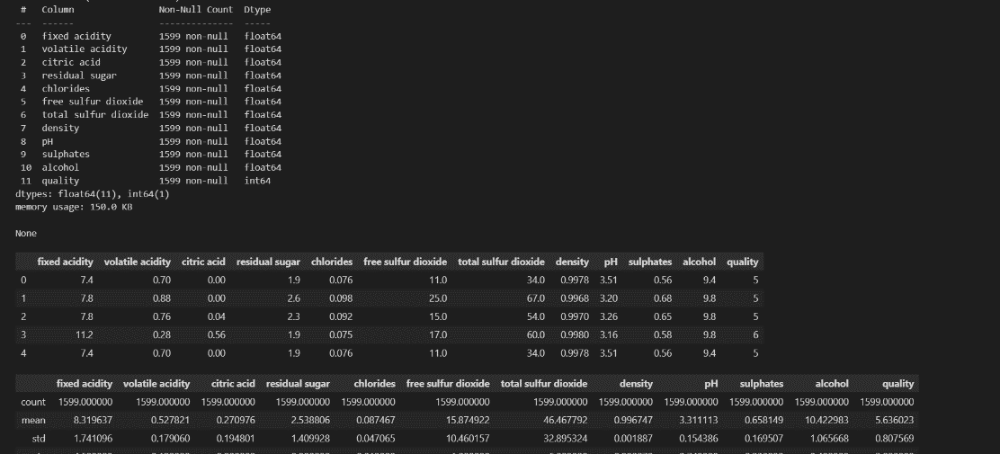 #   Column                Non-Null Count  Dtype
---  ------                --------------  -----
0   fixed acidity         1599 non-null   float64
1   volatile acidity      1599 non-null   float64
2   citric acid           1599 non-null   float64
3   residual sugar        1599 non-null   float64
4   chlorides             1599 non-null   float64
5   free sulfur dioxide   1599 non-null   float64
6   total sulfur dioxide  1599 non-null   float64
7   density               1599 non-null   float64
8   pH                    1599 non-null   float64
9   sulphates             1599 non-null   float64
10  alcohol               1599 non-null   float64
11  quality               1599 non-null   int64
dtypes: float64(11), int64(1)
memory usage: 150.0 KB
None
fixed acidity volatile acidity citric acid residual sugar chlorides free sulfur dioxide total sulfur dioxide density pH sulphates alcohol quality
0 7.4 0.70 0.00 1.9 0.076 11.0 34.0 0.9978 3.51 0.56 9.4 5
1 7.8 0.88 0.00 2.6 0.098 25.0 67.0 0.9968 3.20 0.68 9.8 5
2 7.8 0.76 0.04 2.3 0.092 15.0 54.0 0.9970 3.26 0.65 9.8 5
3 11.2 0.28 0.56 1.9 0.075 17.0 60.0 0.9980 3.16 0.58 9.8 6
4 7.4 0.70 0.00 1.9 0.076 11.0 34.0 0.9978 3.51 0.56 9.4 5
fixed acidity volatile acidity citric acid residual sugar chlorides free sulfur dioxide total sulfur dioxide density pH sulphates alcohol quality
count 1599.000000 1599.000000 1599.000000 1599.000000 1599.000000 1599.000000 1599.000000 1599.000000 1599.000000 1599.000000 1599.000000 1599.000000
mean 8.319637 0.527821 0.270976 2.538806 0.087467 15.874922 46.467792 0.996747 3.311113 0.658149 10.422983 5.636023
std 1.741096 0.179060 0.194801 1.409928 0.047065 10.460157 32.895324 0.001887 0.154386 0.169507 1.065668 0.807569